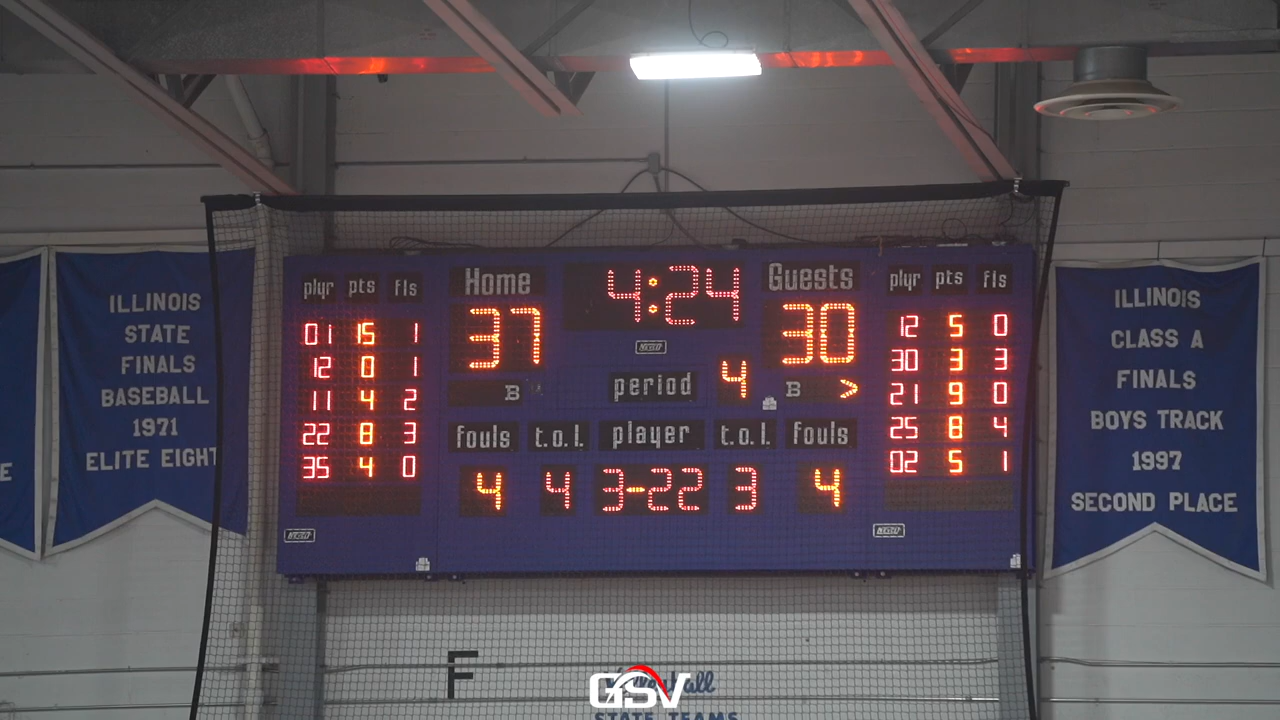 E
ILLINOIS
STATE
FINALS
BASEBALL
1971
ELITE EIGHT
plyr pts fls
01 15 1
12 0 1
11 4 2
22 8 3
35 4 0
Home
37
B
4:24
Guests
30
B >
period 4
fouls t.o.l. player t.o.l. fouls
4 4 3-22 3 4
plyr pts fls
12 5 0
30 3 3
21 9 0
25 8 4
02 5 1
ILLINOIS
CLASS A
FINALS
BOYS TRACK
1997
SECOND PLACE
F
GSV
STATE TEAMS